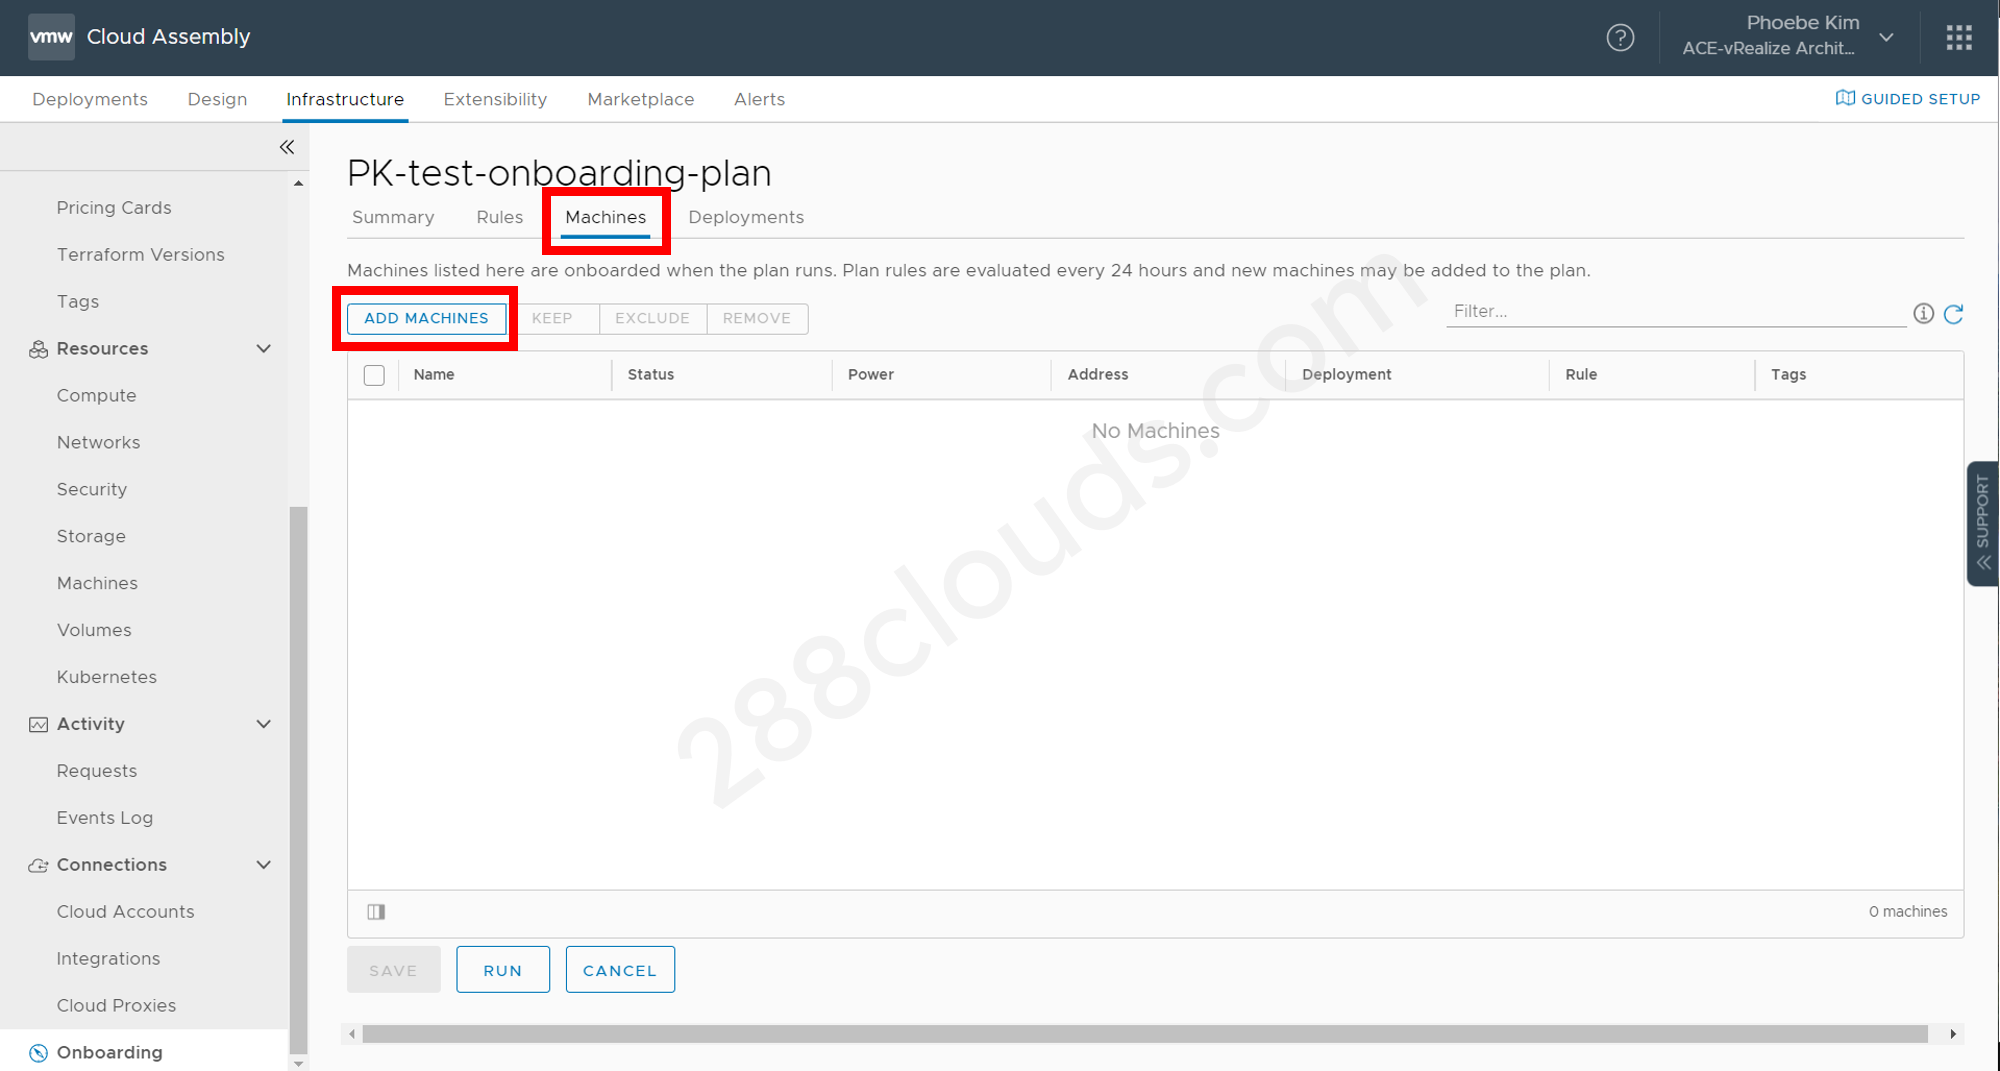 vmw Cloud Assembly
Phoebe Kim
ACE-vRealize Archit...
Deployments Design Infrastructure Extensibility Marketplace Alerts
GUIDED SETUP
PK-test-onboarding-plan
Summary Rules Machines Deployments
Machines listed here are onboarded when the plan runs. Plan rules are evaluated every 24 hours and new machines may be added to the plan.
ADD MACHINES KEEP EXCLUDE REMOVE
Filter...
Name Status Power Address Deployment Rule Tags
No Machines
0 machines
SAVE RUN CANCEL
Pricing Cards
Terraform Versions
Tags
Resources
Compute
Networks
Security
Storage
Machines
Volumes
Kubernetes
Activity
Requests
Events Log
Connections
Cloud Accounts
Integrations
Cloud Proxies
Onboarding
SUPPORT
288clouds.com